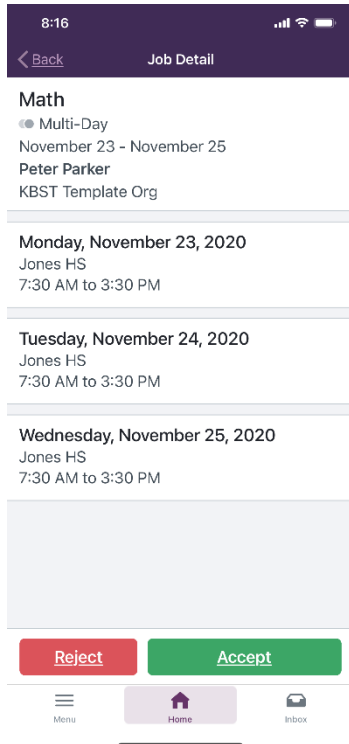 8:16
Back
Job Detail
Math
Multi-Day
November 23 - November 25
Peter Parker
KBST Template Org
Monday, November 23, 2020
Jones HS
7:30 AM to 3:30 PM
Tuesday, November 24, 2020
Jones HS
7:30 AM to 3:30 PM
Wednesday, November 25, 2020
Jones HS
7:30 AM to 3:30 PM
Reject
Accept
Menu
Home
Inbox